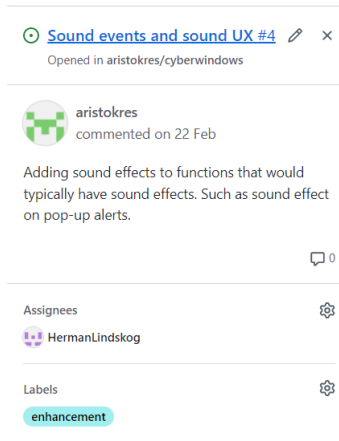 Sound events and sound UX #4
Opened in aristokres/cyberwindows
aristokres
commented on 22 Feb
Adding sound effects to functions that would
typically have sound effects. Such as sound effect
on pop-up alerts.
0
Assignees
HermanLindskog
Labels
enhancement